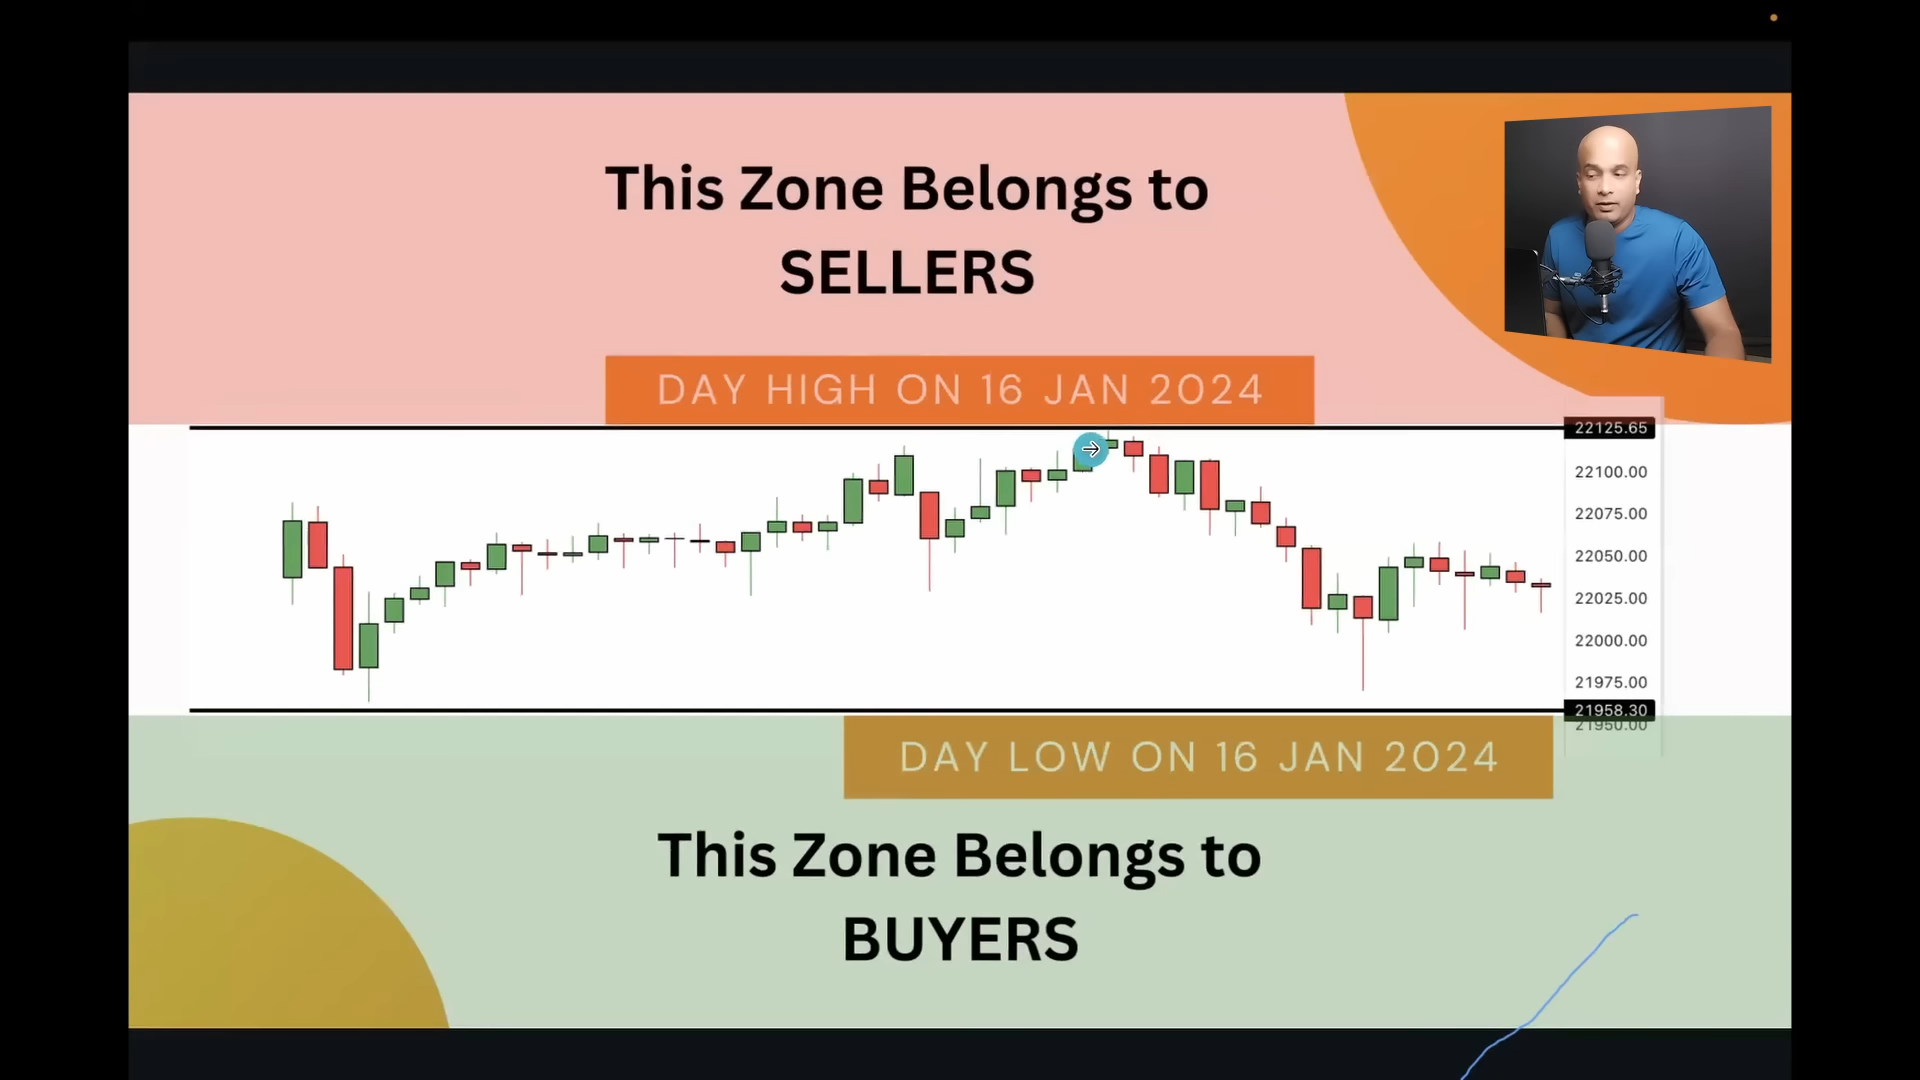 This Zone Belongs to
SELLERS
DAY HIGH ON 16 JAN 2024
22125.65
22100.00
22075.00
22050.00
22025.00
22000.00
21975.00
21958.30
21950.00
DAY LOW ON 16 JAN 2024
This Zone Belongs to
BUYERS